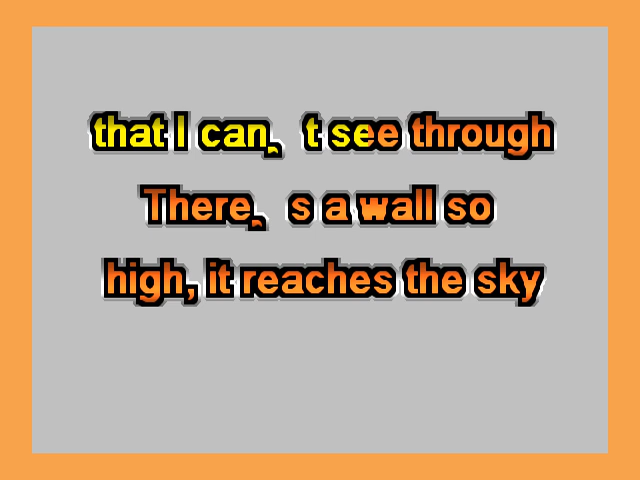 that I can、t see through
There、s a wall so
high, it reaches the sky